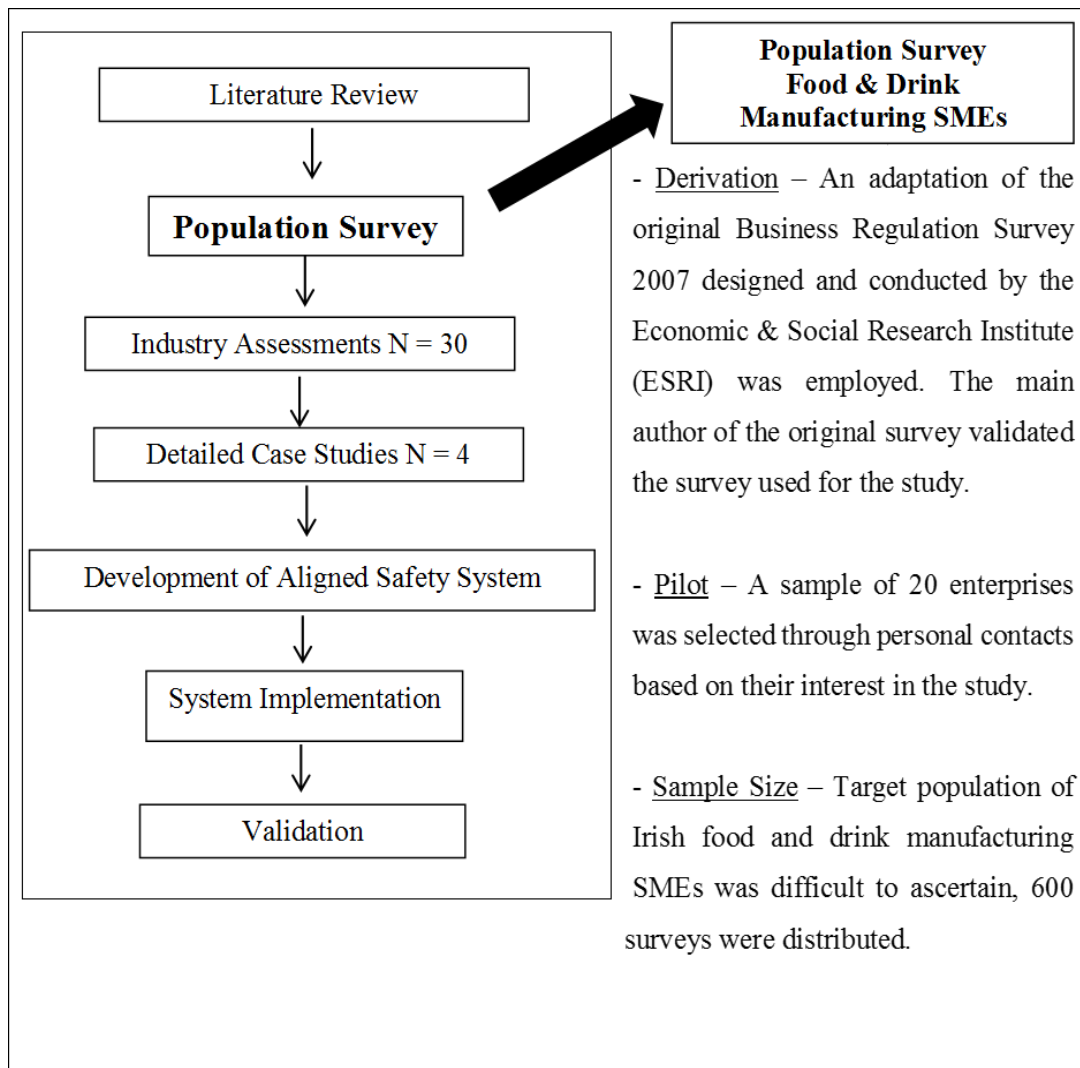 Literature Review
Population Survey
Industry Assessments N = 30
Detailed Case Studies N = 4
Development of Aligned Safety System
System Implementation
Validation
Population Survey
Food & Drink
Manufacturing SMEs
- Derivation – An adaptation of the
original Business Regulation Survey
2007 designed and conducted by the
Economic & Social Research Institute
(ESRI) was employed. The main
author of the original survey validated
the survey used for the study.
- Pilot – A sample of 20 enterprises
was selected through personal contacts
based on their interest in the study.
- Sample Size – Target population of
Irish food and drink manufacturing
SMEs was difficult to ascertain, 600
surveys were distributed.